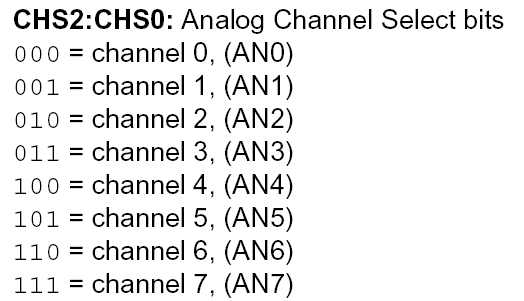 CHS2:CHS0: Analog Channel Select bits
000 = channel 0, (AN0)
001 = channel 1, (AN1)
010 = channel 2, (AN2)
011 = channel 3, (AN3)
100 = channel 4, (AN4)
101 = channel 5, (AN5)
110 = channel 6, (AN6)
111 = channel 7, (AN7)